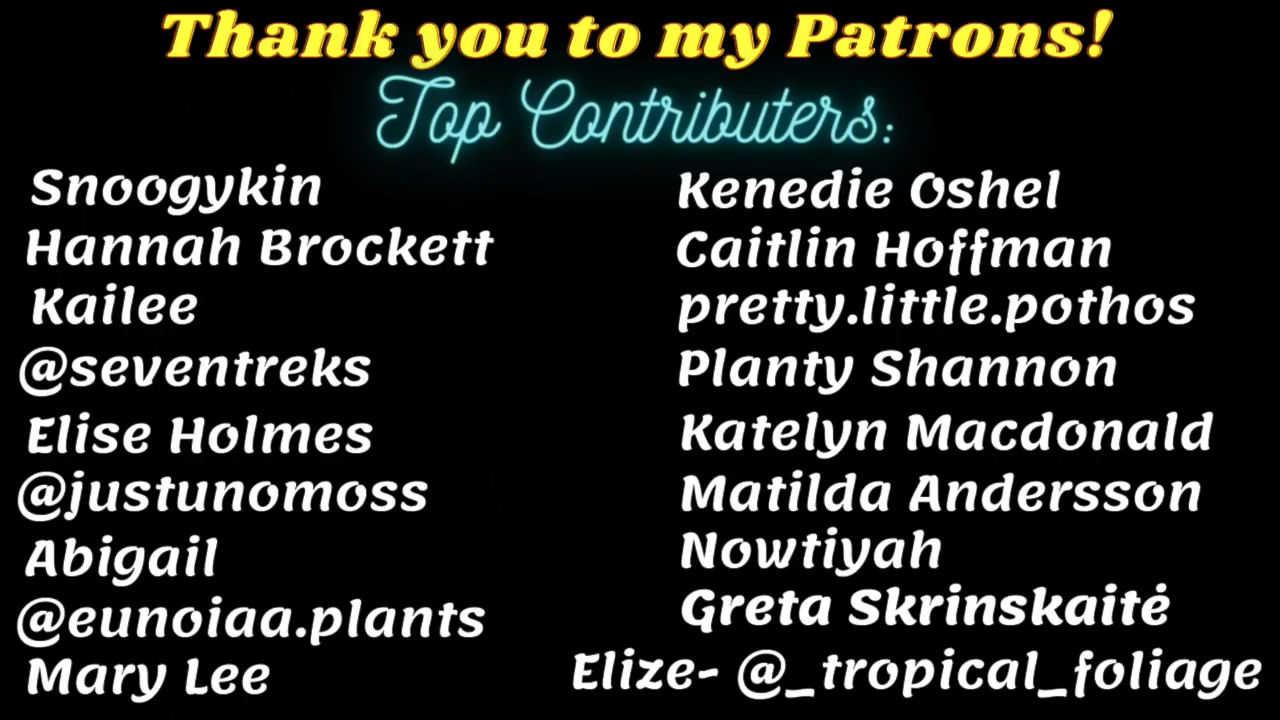 Thank you to my Patrons!
Top Contributers:
Snoogykin
Hannah Brockett
Kailee
@seventreks
Elise Holmes
@justunomoss
Abigail
@eunoiaa.plants
Mary Lee
Kenedie Oshel
Caitlin Hoffman
pretty.little.pothos
Planty Shannon
Katelyn Macdonald
Matilda Andersson
Nowtiyah
Greta Skrinskaitė
Elize- @_tropical_foliage